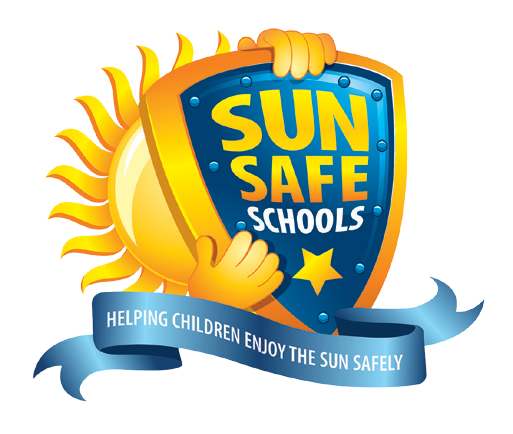 SUN
SAFE
SCHOOLS
HELPING CHILDREN ENJOY THE SUN SAFELY